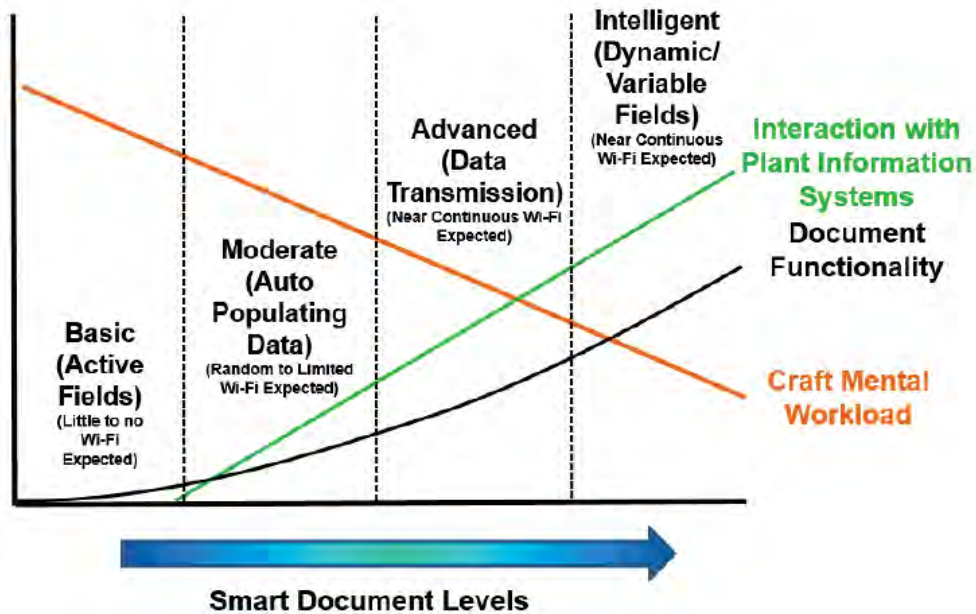 Basic
(Active
Fields)
(Little to no
Wi-Fi
Expected)
Moderate
(Auto
Populating
Data)
(Random to Limited
Wi-Fi Expected)
Advanced
(Data
Transmission)
(Near Continuous Wi-Fi
Expected)
Intelligent
(Dynamic/
Variable
Fields)
(Near Continuous
Wi-Fi Expected)
Interaction with
Plant Information
Systems
Document
Functionality
Craft Mental
Workload
Smart Document Levels